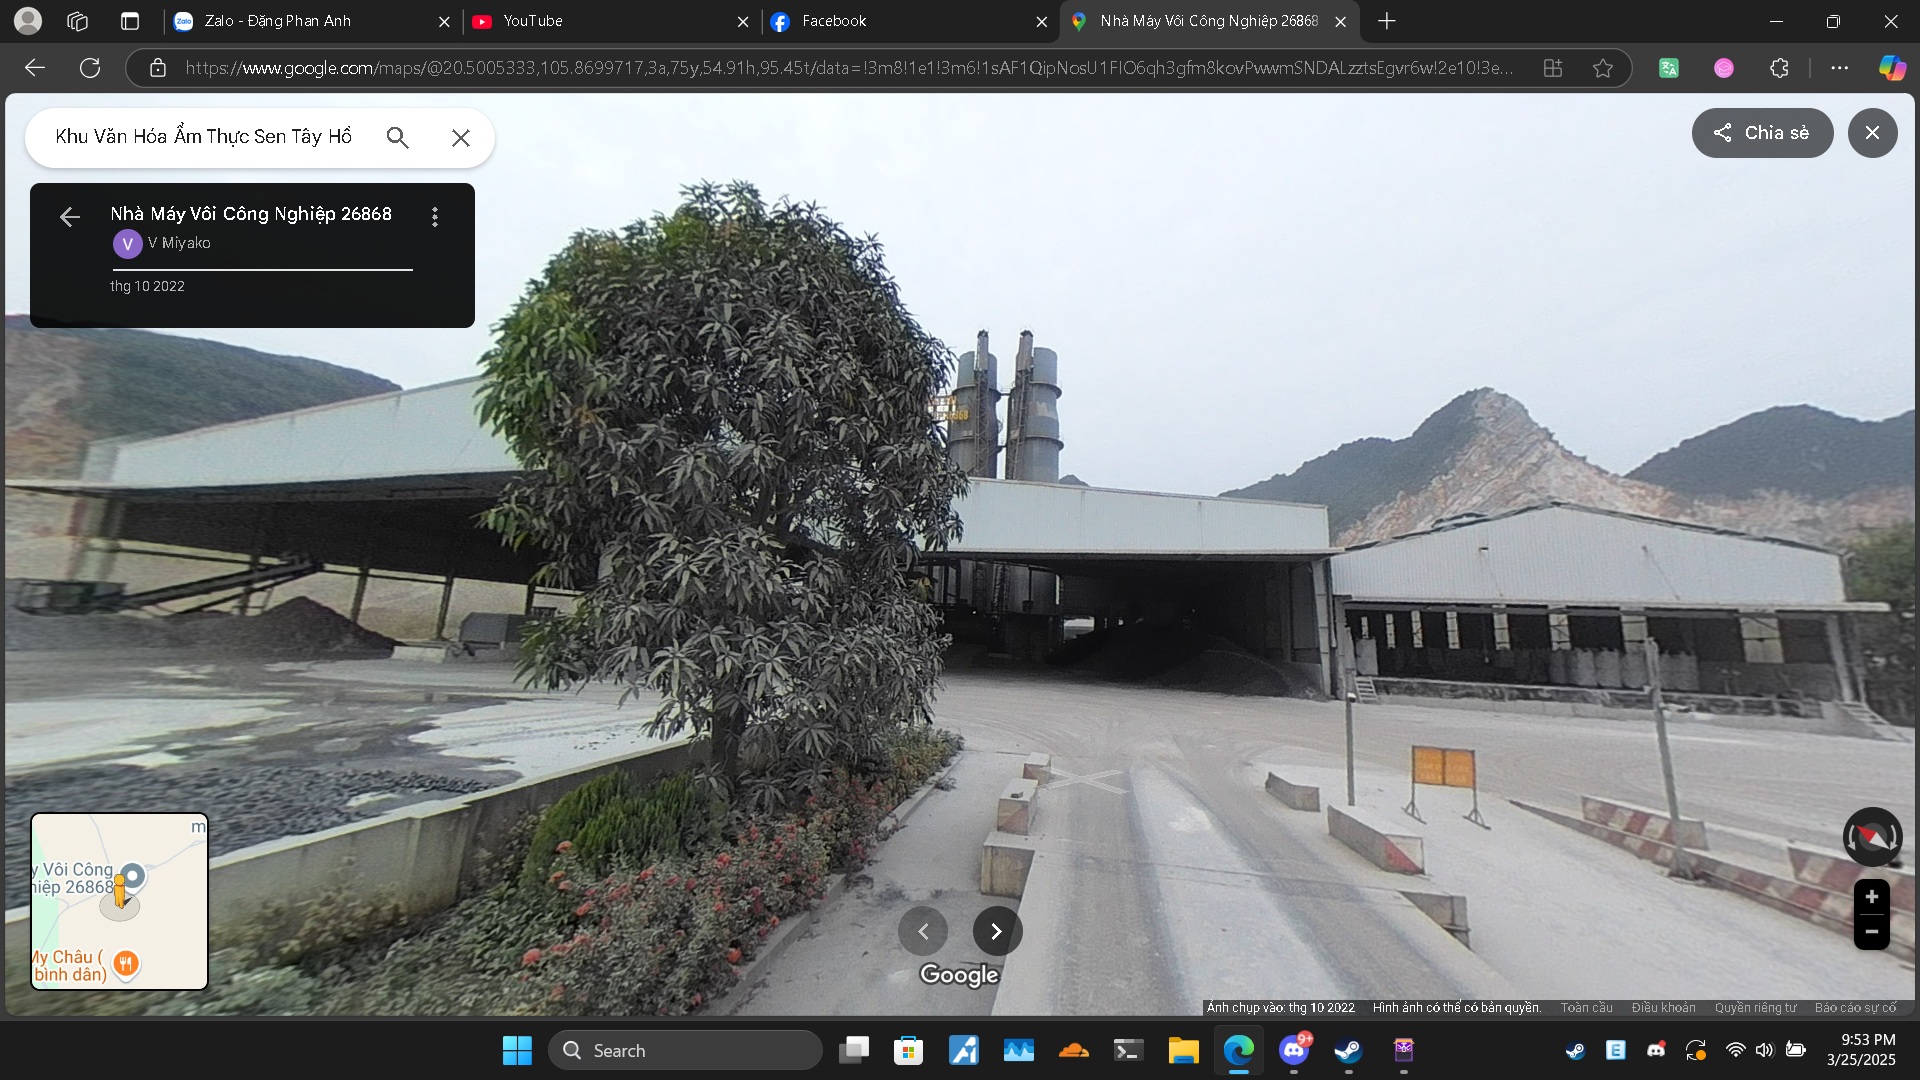 Zalo - Đặng Phan Anh
YouTube
Facebook
Nhà Máy Vôi Công Nghiệp 26868
https://www.google.com/maps/@20.5005333,105.8699717,3a,75y,54.91h,95.45t/data=!3m8!1e1!3m6!1sAF1QipNosU1FIO6qh3gfm8kovPwwmSNDALzztsEgvr6w!2e10!3e...
Khu Văn Hóa Ẩm Thực Sen Tây Hồ
Chia sẻ
Nhà Máy Vôi Công Nghiệp 26868
V
V Miyako
thg 10 2022
m
y Vôi Công
hiệp 26868
My Châu (
bình dân)
Google
Ảnh chụp vào: thg 10 2022
Hình ảnh có thể có bản quyền.
Toàn cầu
Điều khoản
Quyền riêng tư
Báo cáo sự cố
Search
9+
9:53 PM
3/25/2025